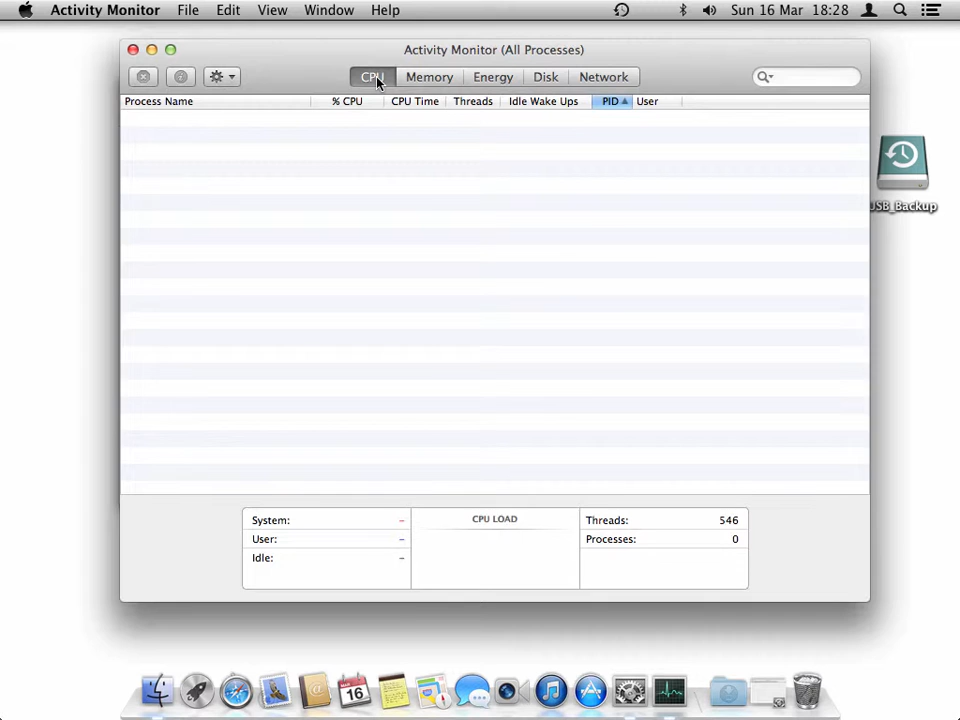 Activity Monitor File Edit View Window Help Sun 16 Mar 18:28
Activity Monitor (All Processes)
CPU Memory Energy Disk Network
Process Name % CPU CPU Time Threads Idle Wake Ups PID User
USB_Backup
System: -
User: -
Idle: -
CPU LOAD
Threads: 546
Processes: 0
16